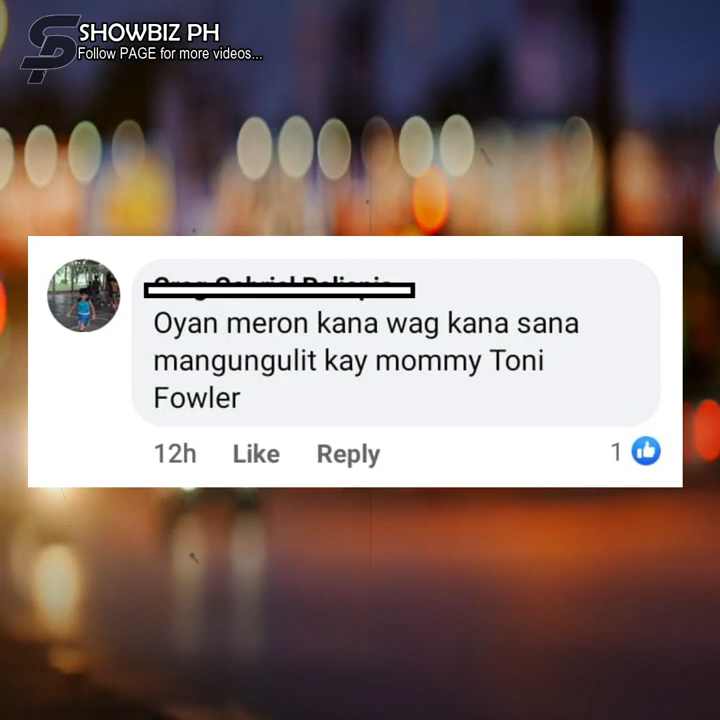 SHOWBIZ PH
Follow PAGE for more videos...
Oyan meron kana wag kana sana
mangungulit kay mommy Toni
Fowler
12h Like Reply 1